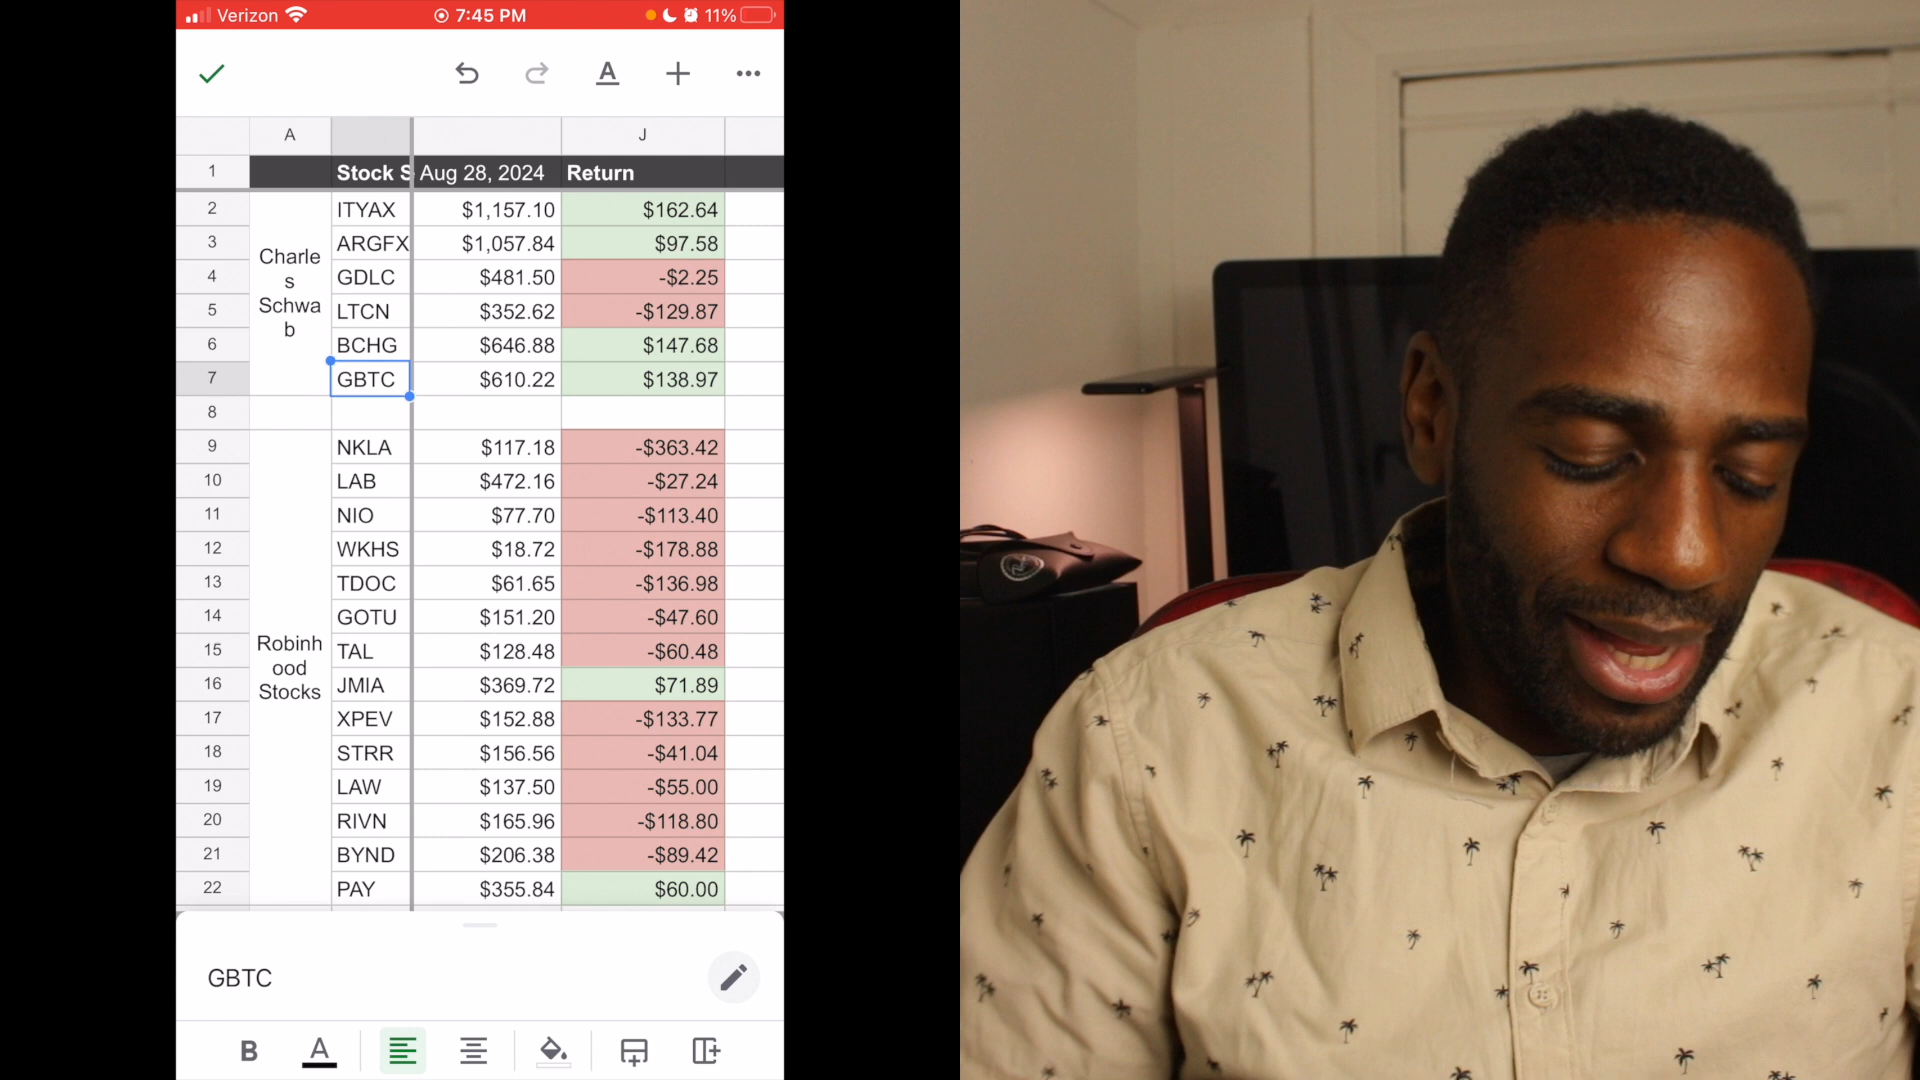 Verizon 7:45 PM 11%
A J
1 Stock S Aug 28, 2024 Return
2 ITYAX $1,157.10 $162.64
3 ARGFX $1,057.84 $97.58
4 GDLC $481.50 -$2.25
5 LTCN $352.62 -$129.87
6 BCHG $646.88 $147.68
7 GBTC $610.22 $138.97
8
Charle
s
Schwa
b
9 NKLA $117.18 -$363.42
10 LAB $472.16 -$27.24
11 NIO $77.70 -$113.40
12 WKHS $18.72 -$178.88
13 TDOC $61.65 -$136.98
14 GOTU $151.20 -$47.60
15 TAL $128.48 -$60.48
16 JMIA $369.72 $71.89
17 XPEV $152.88 -$133.77
18 STRR $156.56 -$41.04
19 LAW $137.50 -$55.00
20 RIVN $165.96 -$118.80
21 BYND $206.38 -$89.42
22 PAY $355.84 $60.00
Robinh
ood
Stocks
GBTC
B A